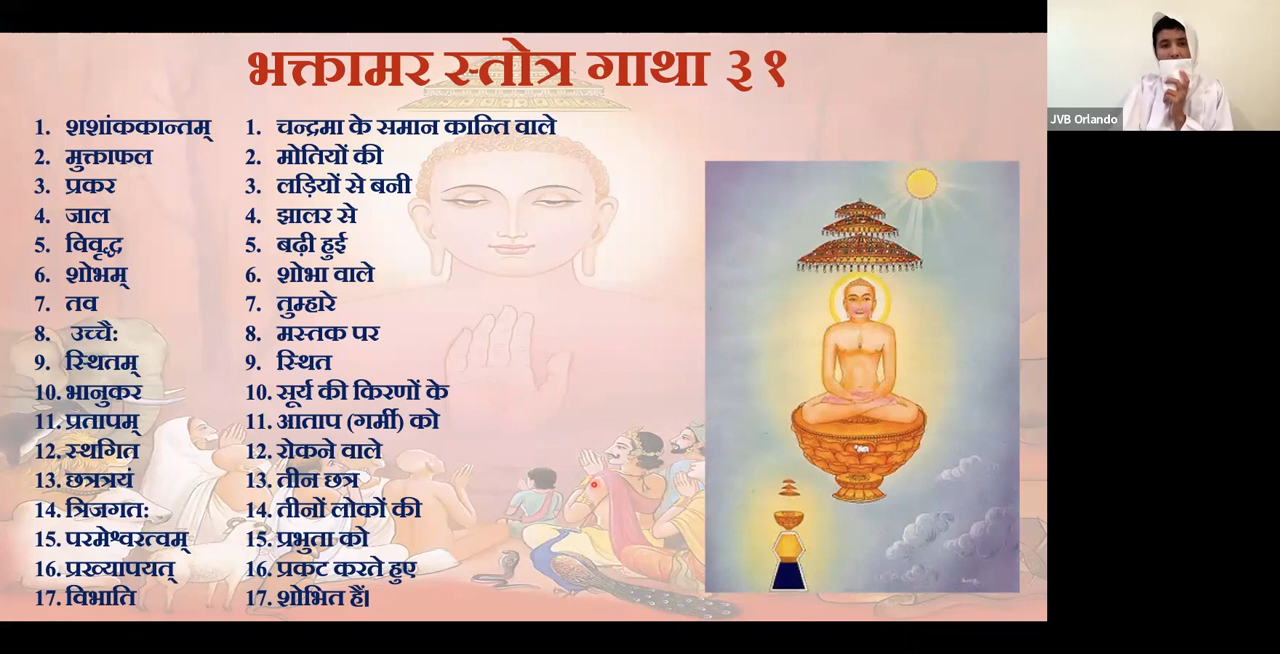 भक्तामर स्तोत्र गाथा ३१
1. शशांककान्तम्
2. मुक्ताफल
3. प्रकर
4. जाल
5. विवृद्ध
6. शोभम्
7. तव
8. उच्चैः
9. स्थितम्
10. भानुकर
11. प्रतापम्
12. स्थगित
13. छत्रत्रयं
14. त्रिजगतः
15. परमेश्वरत्वम्
16. प्रख्यापयत्
17. विभाति
1. चन्द्रमा के समान कान्ति वाले
2. मोतियों की
3. लड़ियों से बनी
4. झालर से
5. बढ़ी हुई
6. शोभा वाले
7. तुम्हारे
8. मस्तक पर
9. स्थित
10. सूर्य की किरणों के
11. आताप (गर्मी) को
12. रोकने वाले
13. तीन छत्र
14. तीनों लोकों की
15. प्रभुता को
16. प्रकट करते हुए
17. शोभित हैं।
JVB Orlando